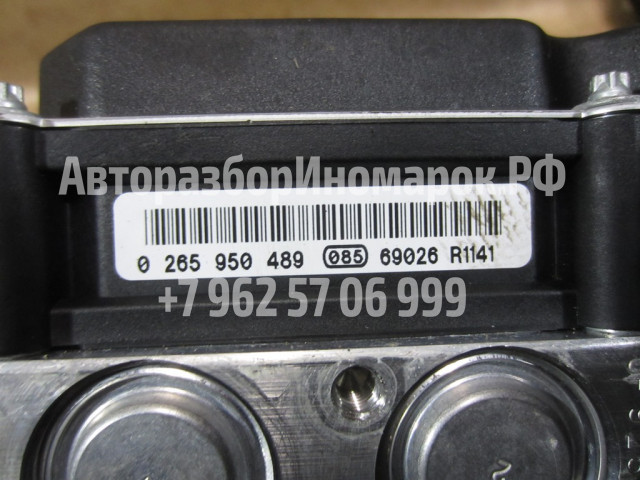 АвторазборИномарок.РФ
0 265 950 489 085 69026 R1141
+7 962 57 06 999